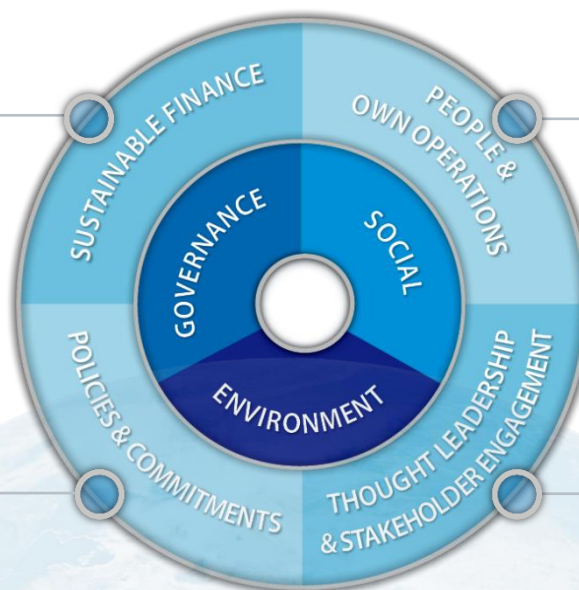 SUSTAINABLE FINANCE
PEOPLE &
OWN OPERATIONS
GOVERNANCE
SOCIAL
ENVIRONMENT
POLICIES & COMMITMENTS
THOUGHT LEADERSHIP
& STAKEHOLDER ENGAGEMENT